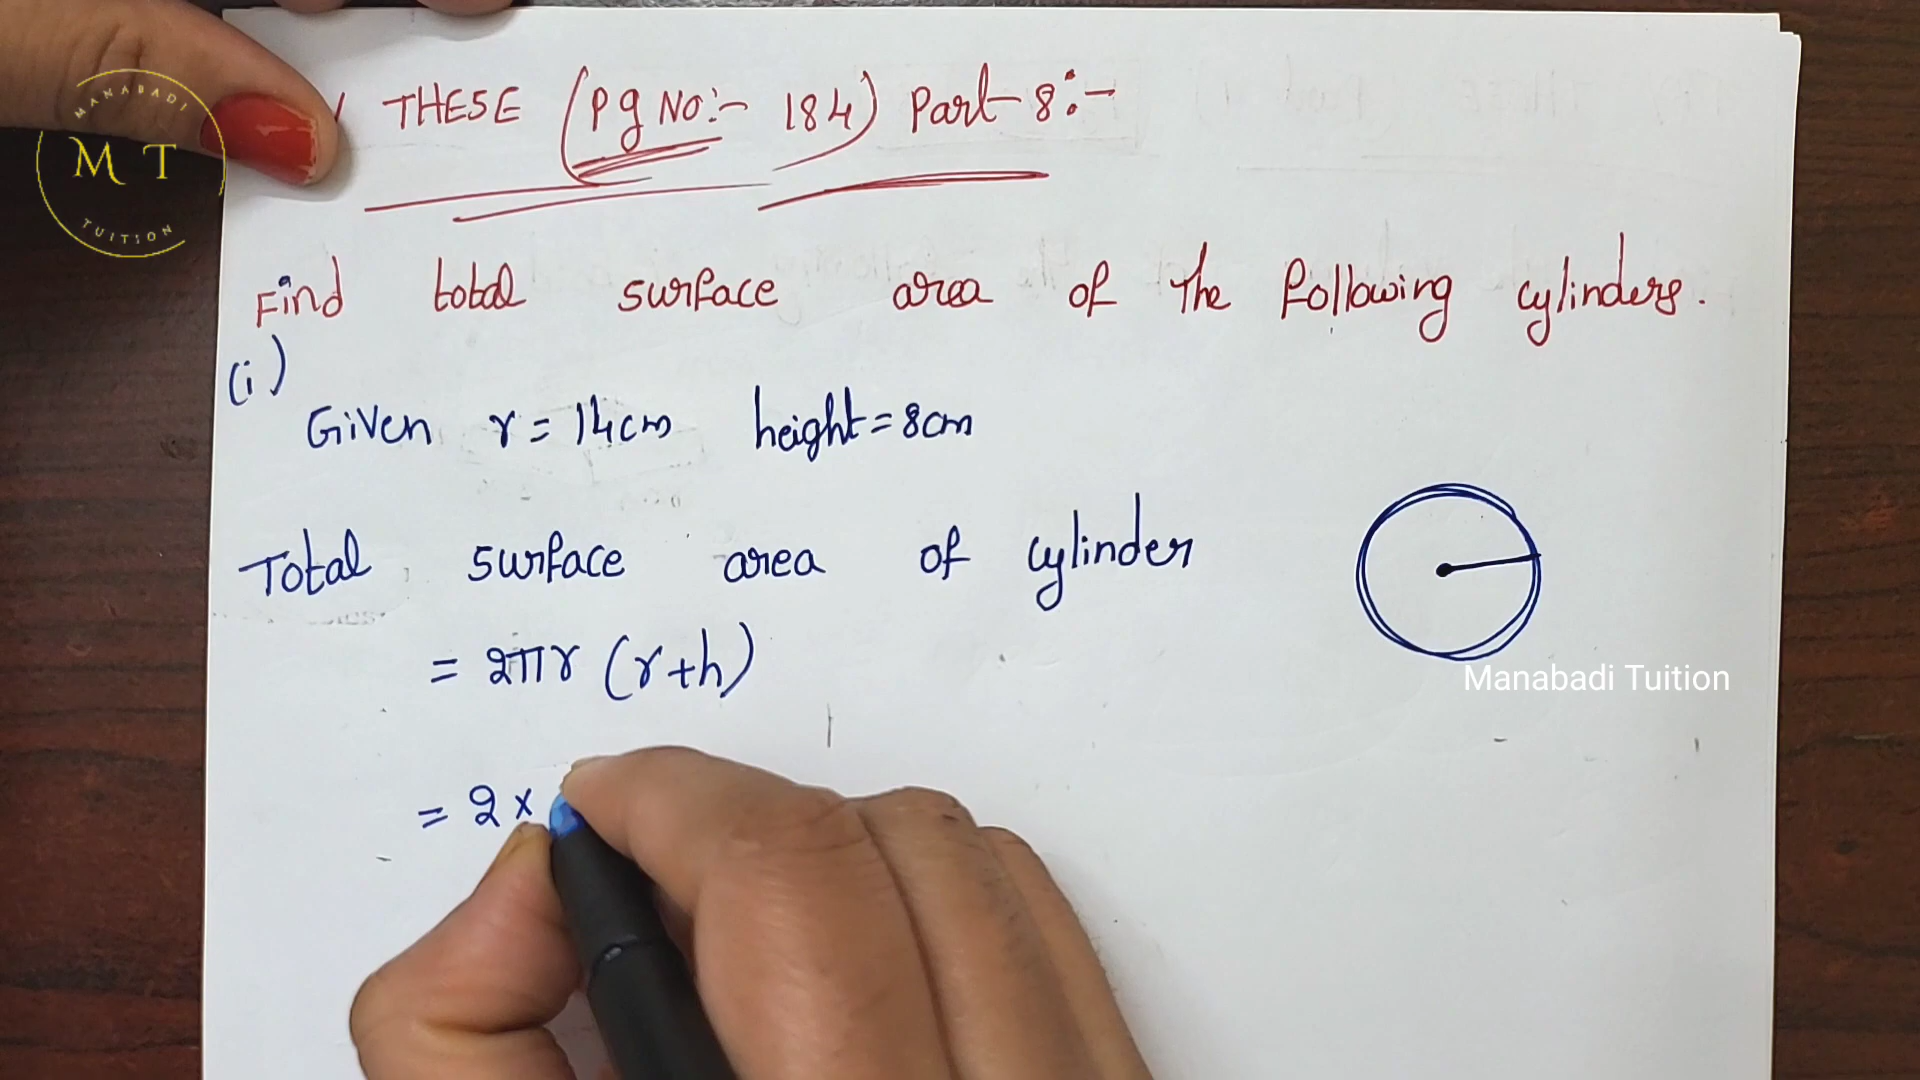 THESE (Pg No:- 184) Part-8:-
MANABADI
M T
TUITION
Find total surface area of the following cylinders.
(i)
Given r = 14cm height = 8cm
Total surface area of cylinder
= 2πr (r+h)
Manabadi Tuition
= 2 ×